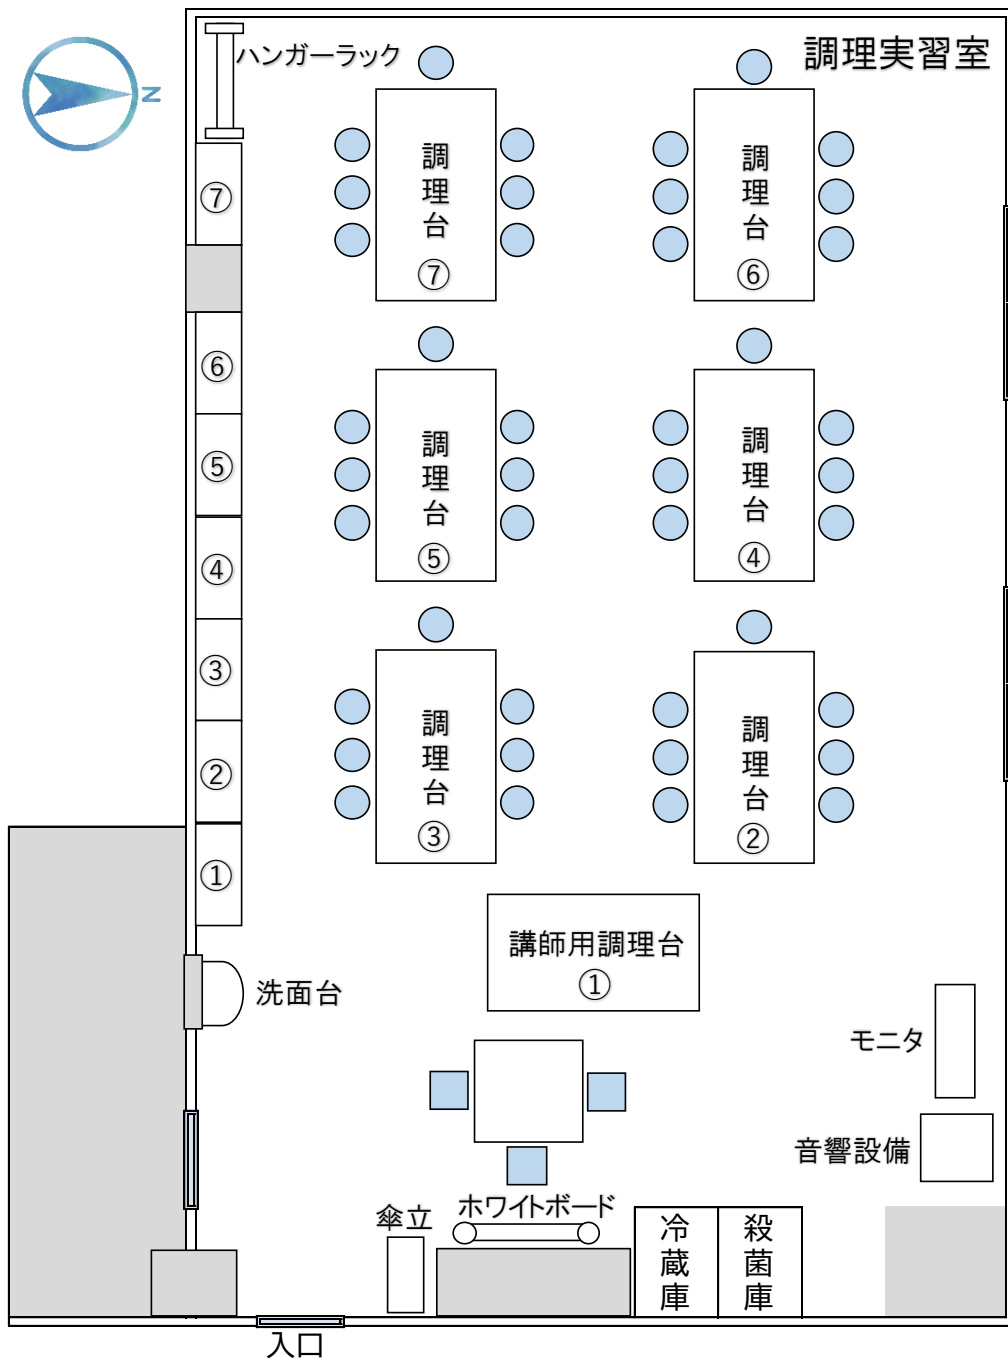 調理実習室
ハンガーラック
N
⑦
調理台
⑦
調理台
⑥
⑥
⑤
調理台
⑤
調理台
④
④
③
調理台
③
調理台
②
②
①
講師用調理台
①
洗面台
モニタ
音響設備
傘立
ホワイトボード
冷蔵庫
殺菌庫
入口